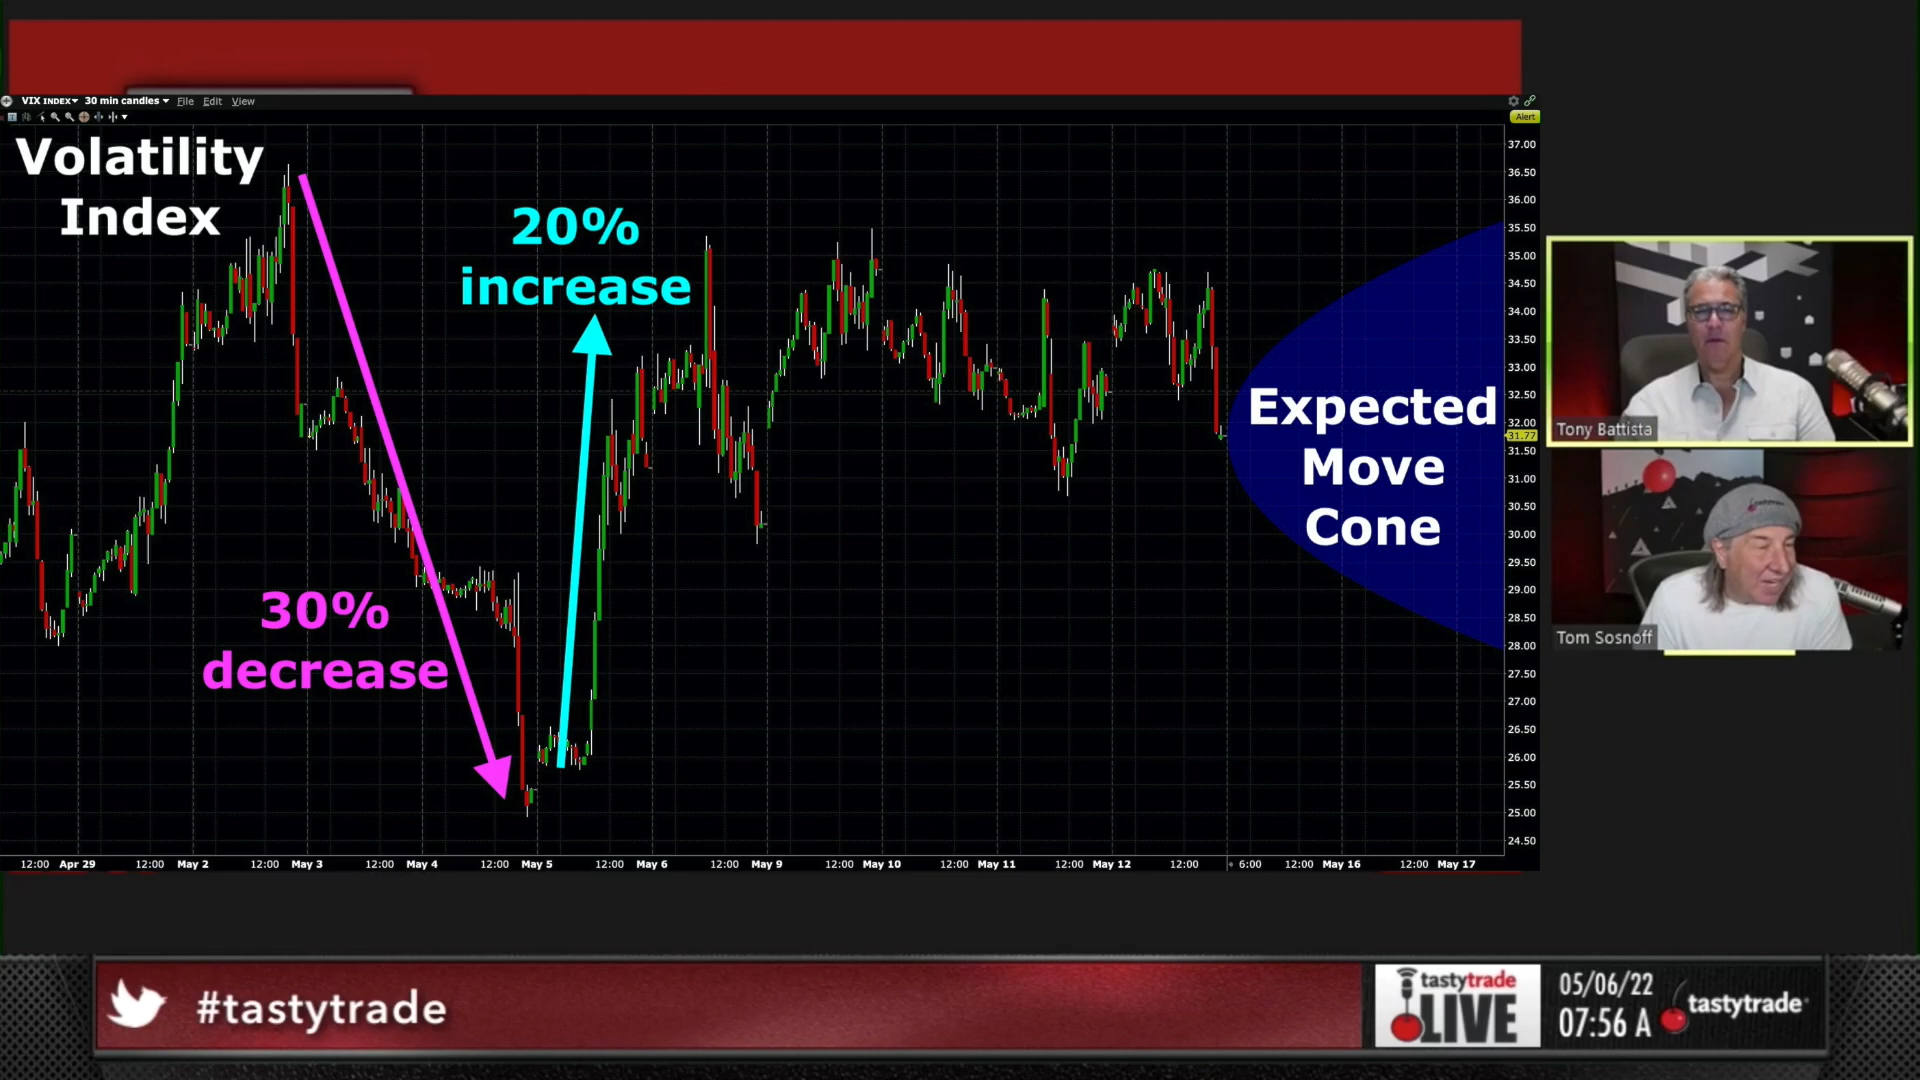 VIX INDEX 30 min candles File Edit View
Alert
Volatility
Index
20%
increase
30%
decrease
Expected
Move
Cone
37.00
36.50
36.00
35.50
35.00
34.50
34.00
33.50
33.00
32.50
32.00
31.77
31.50
31.00
30.50
30.00
29.50
29.00
28.50
28.00
27.50
27.00
26.50
26.00
25.50
25.00
24.50
12:00 Apr 29 12:00 May 2 12:00 May 3 12:00 May 4 12:00 May 5 12:00 May 6 12:00 May 9 12:00 May 10 12:00 May 11 12:00 May 12 12:00 6:00 12:00 May 16 12:00 May 17
Tony Battista
Tom Sosnoff
#tastytrade
tastytrade
LIVE
05/06/22
07:56 A
tastytrade